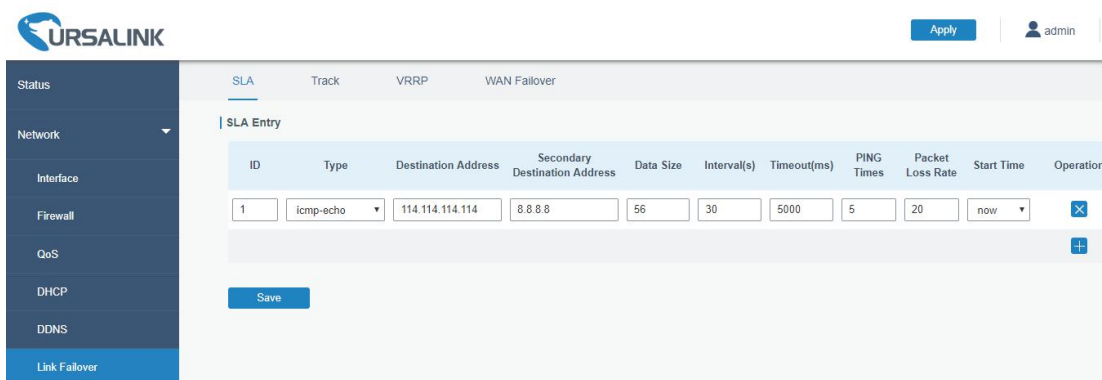 URSALINK
Apply
admin
Status
SLA Track VRRP WAN Failover
Network
SLA Entry
ID Type Destination Address Secondary Destination Address Data Size Interval(s) Timeout(ms) PING Times Packet Loss Rate Start Time Operation
Interface
1 icmp-echo 114.114.114.114 8.8.8.8 56 30 5000 5 20 now
Firewall
QoS
DHCP
Save
DDNS
Link Failover